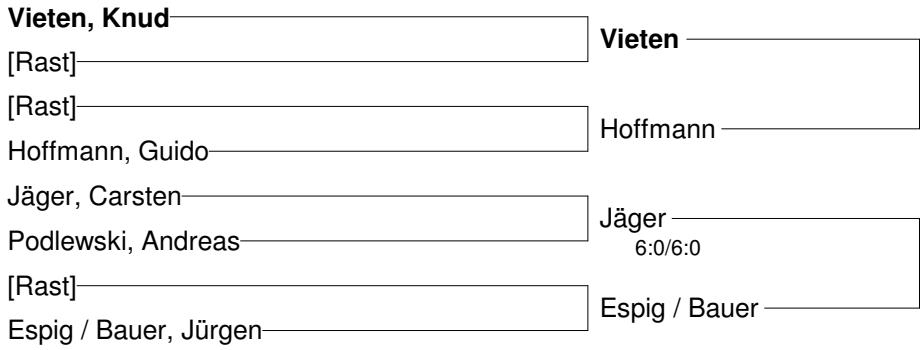 Vieten, Knud
[Rast]
[Rast]
Hoffmann, Guido
Jäger, Carsten
Podlewski, Andreas
[Rast]
Espig / Bauer, Jürgen
Vieten
Hoffmann
Jäger
6:0/6:0
Espig / Bauer